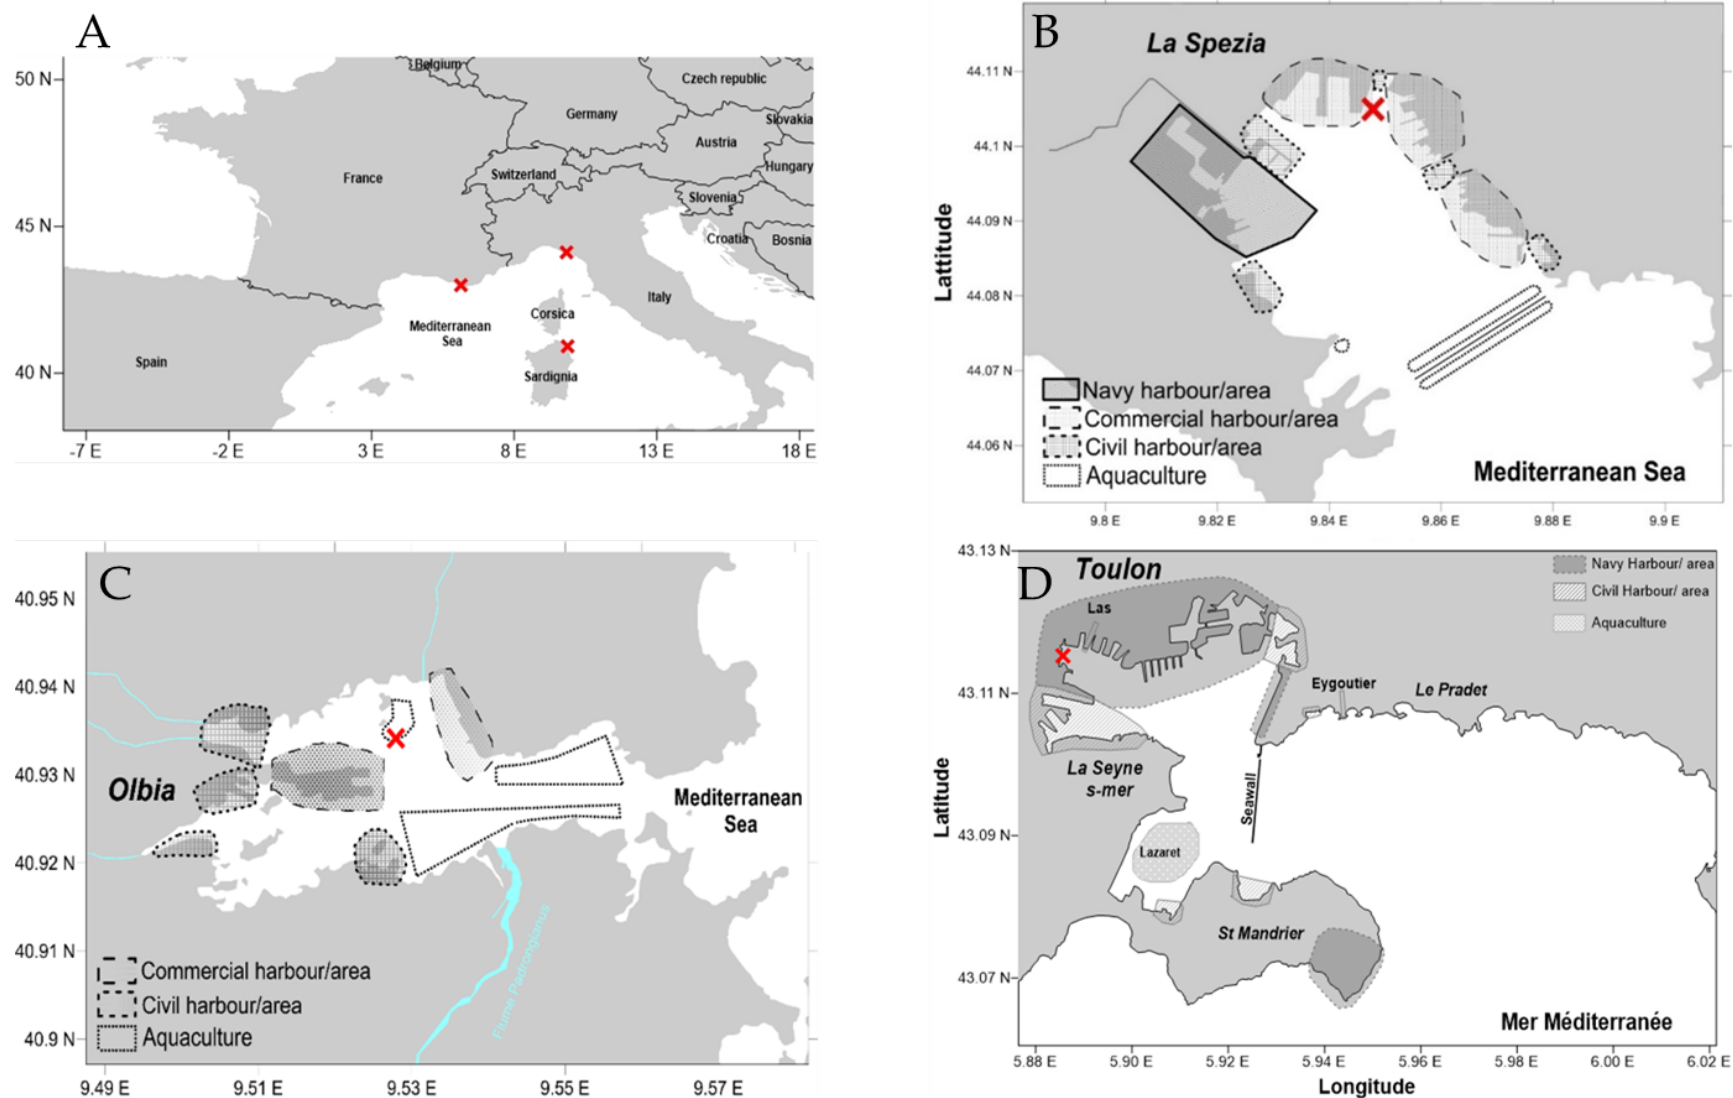 A
50 N
45 N
40 N
-7 E
-2 E
3 E
8 E
13 E
18 E
Belgium
Czech republic
Germany
Slovakia
Austria
Hungary
Switzerland
France
Slovenia
Croatia
Bosnia
Italy
Corsica
Mediterranean
Sea
Spain
Sardignia
B
La Spezia
Lattitude
44.11 N
44.1 N
44.09 N
44.08 N
44.07 N
44.06 N
Navy harbour/area
Commercial harbour/area
Civil harbour/area
Aquaculture
Mediterranean Sea
9.8 E
9.82 E
9.84 E
9.86 E
9.88 E
9.9 E
C
40.95 N
40.94 N
40.93 N
40.92 N
40.91 N
40.9 N
Olbia
Mediterranean
Sea
Fiume Padrongianus
Commercial harbour/area
Civil harbour/area
Aquaculture
9.49 E
9.51 E
9.53 E
9.55 E
9.57 E
D
Toulon
43.13 N
43.11 N
43.09 N
43.07 N
Latitude
Navy Harbour/ area
Civil Harbour/ area
Aquaculture
Las
Eygoutier
Le Pradet
La Seyne
s-mer
Seawall
Lazaret
St Mandrier
Mer Méditerranée
5.88 E
5.90 E
5.92 E
5.94 E
5.96 E
5.98 E
6.00 E
6.02 E
Longitude